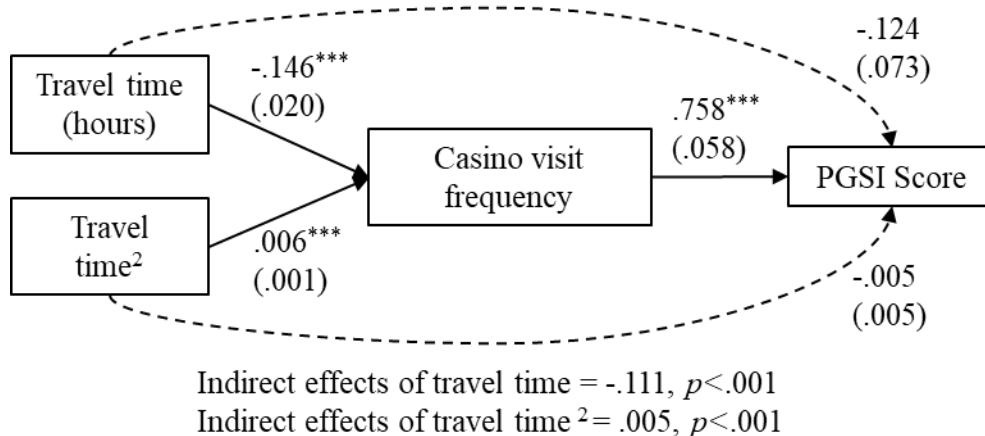 -.124
(.073)
Travel time
(hours)
-.146***
(.020)
.758***
(.058)
Casino visit
frequency
PGSI Score
Travel
time²
.006***
(.001)
-.005
(.005)
Indirect effects of travel time = -.111, p<.001
Indirect effects of travel time ² = .005, p<.001